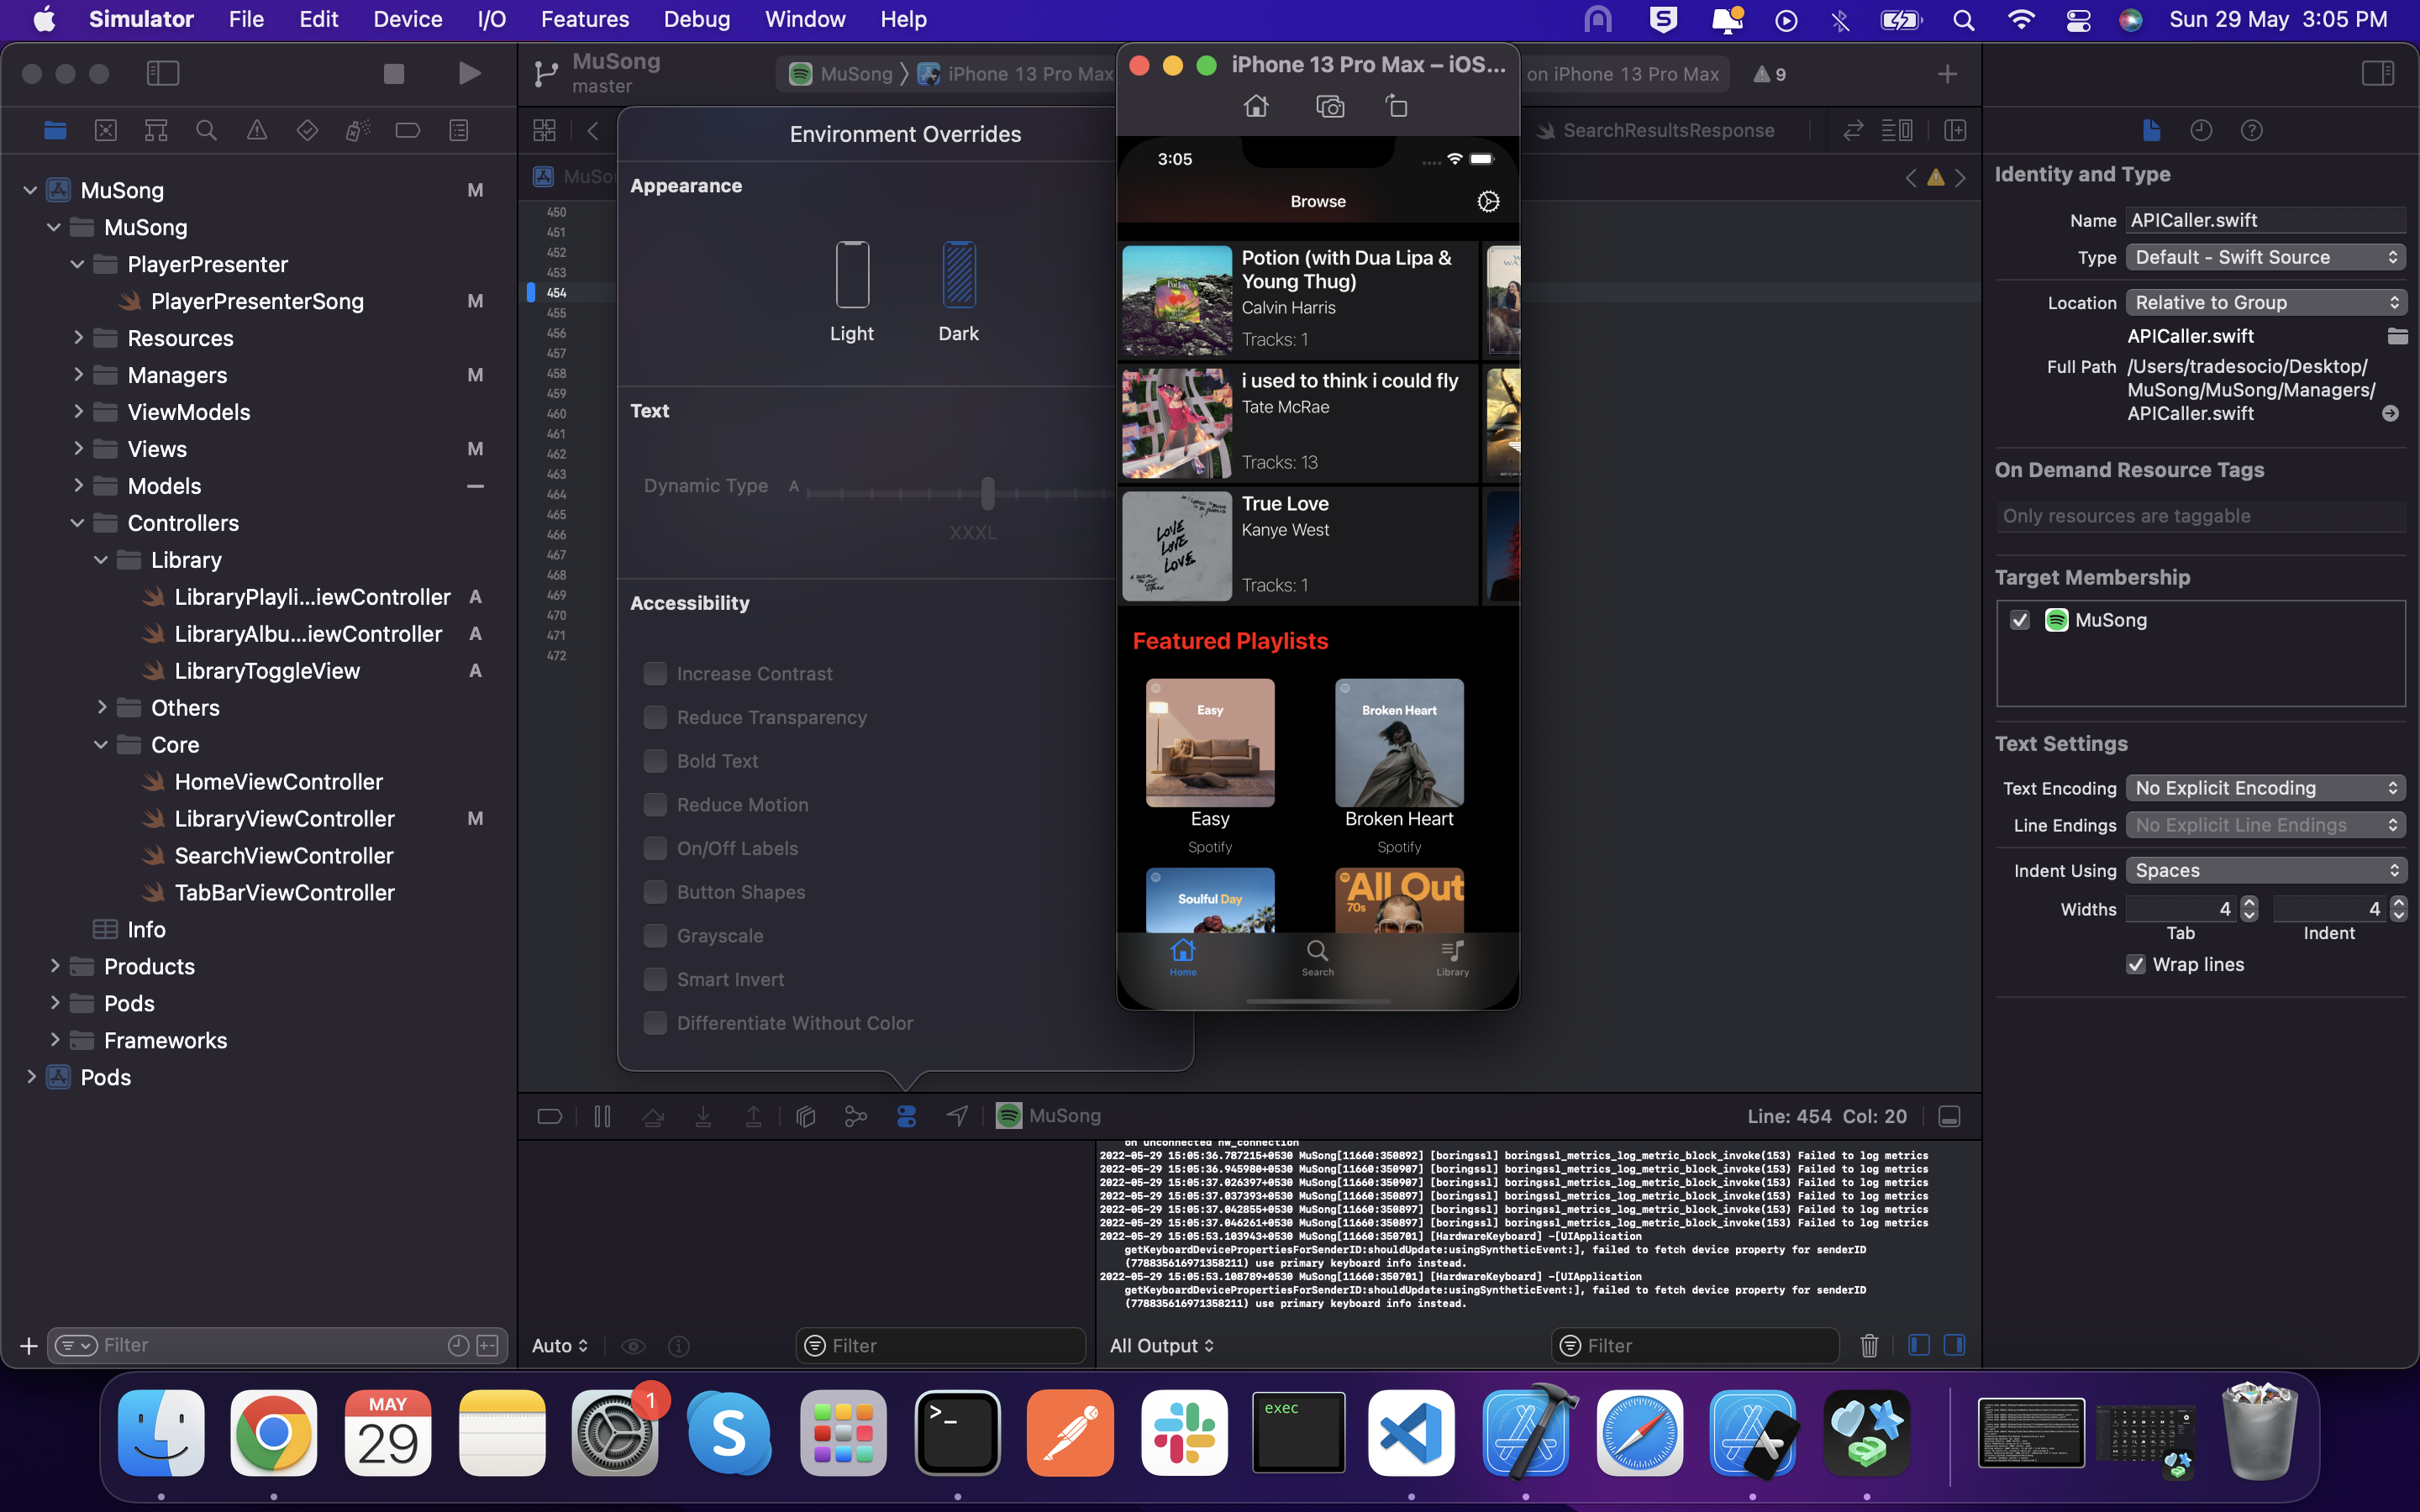 Simulator File Edit Device I/O Features Debug Window Help
Sun 29 May 3:05 PM
MuSong
master
MuSong
iPhone 13 Pro Max
iPhone 13 Pro Max – iOS...
on iPhone 13 Pro Max
9
SearchResultsResponse
MuSong M
MuSong
PlayerPresenter
PlayerPresenterSong M
Resources
Managers M
ViewModels
Views M
Models
Controllers
Library
LibraryPlayli...iewController A
LibraryAlbu...iewController A
LibraryToggleView A
Others
Core
HomeViewController
LibraryViewController M
SearchViewController
TabBarViewController
Info
Products
Pods
Frameworks
Pods
Filter
450
451
452
453
454
455
456
457
458
459
460
461
462
463
464
465
466
467
468
469
470
471
472
Environment Overrides
Appearance
Light
Dark
Text
Dynamic Type A
XXXL
Accessibility
Increase Contrast
Reduce Transparency
Bold Text
Reduce Motion
On/Off Labels
Button Shapes
Grayscale
Smart Invert
Differentiate Without Color
3:05
Browse
Potion (with Dua Lipa &
Young Thug)
Calvin Harris
Tracks: 1
i used to think i could fly
Tate McRae
Tracks: 13
LOVE
LOVE
LOVE
True Love
Kanye West
Tracks: 1
Featured Playlists
Easy
Broken Heart
Easy
Broken Heart
Spotify
Spotify
Soulful Day
All Out
70s
Home
Search
Library
MuSong
Line: 454 Col: 20
on unconnected nw_connection
2022-05-29 15:05:36.787215+0530 MuSong[11660:350892] [boringssl] boringssl_metrics_log_metric_block_invoke(153) Failed to log metrics
2022-05-29 15:05:36.945980+0530 MuSong[11660:350907] [boringssl] boringssl_metrics_log_metric_block_invoke(153) Failed to log metrics
2022-05-29 15:05:37.026397+0530 MuSong[11660:350907] [boringssl] boringssl_metrics_log_metric_block_invoke(153) Failed to log metrics
2022-05-29 15:05:37.037393+0530 MuSong[11660:350897] [boringssl] boringssl_metrics_log_metric_block_invoke(153) Failed to log metrics
2022-05-29 15:05:37.042855+0530 MuSong[11660:350897] [boringssl] boringssl_metrics_log_metric_block_invoke(153) Failed to log metrics
2022-05-29 15:05:37.046261+0530 MuSong[11660:350897] [boringssl] boringssl_metrics_log_metric_block_invoke(153) Failed to log metrics
2022-05-29 15:05:53.103943+0530 MuSong[11660:350701] [HardwareKeyboard] -[UIApplication
getKeyboardDevicePropertiesForSenderID:shouldUpdate:usingSyntheticEvent:], failed to fetch device property for senderID
(778835616971358211) use primary keyboard info instead.
2022-05-29 15:05:53.108789+0530 MuSong[11660:350701] [HardwareKeyboard] -[UIApplication
getKeyboardDevicePropertiesForSenderID:shouldUpdate:usingSyntheticEvent:], failed to fetch device property for senderID
(778835616971358211) use primary keyboard info instead.
Auto
Filter
All Output
Filter
Identity and Type
Name APICaller.swift
Type Default - Swift Source
Location Relative to Group
APICaller.swift
Full Path /Users/tradesocio/Desktop/
MuSong/MuSong/Managers/
APICaller.swift
On Demand Resource Tags
Only resources are taggable
Target Membership
MuSong
Text Settings
Text Encoding No Explicit Encoding
Line Endings No Explicit Line Endings
Indent Using Spaces
Widths 4 4
Tab Indent
Wrap lines
MAY
29
1
exec